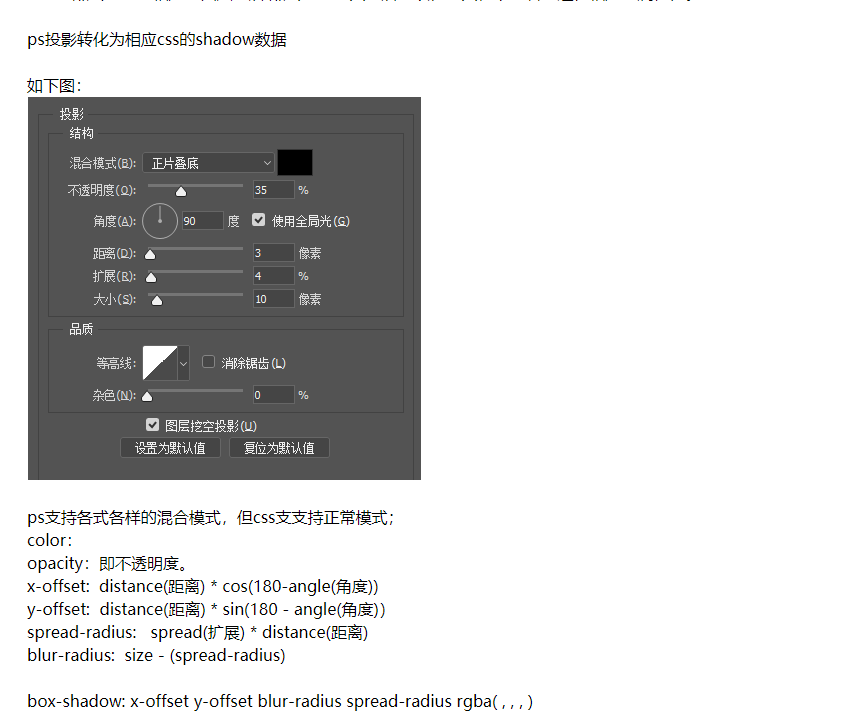 ps投影转化为相应css的shadow数据
如下图：
投影
结构
混合模式(B): 正片叠底
不透明度(O): 35 %
角度(A): 90 度 使用全局光(G)
距离(D): 3 像素
扩展(R): 4 %
大小(S): 10 像素
品质
等高线: 消除锯齿(L)
杂色(N): 0 %
图层挖空投影(U)
设置为默认值 复位为默认值
ps支持各式各样的混合模式，但css支支持正常模式；
color：
opacity：即不透明度。
x-offset: distance(距离) * cos(180-angle(角度))
y-offset: distance(距离) * sin(180 - angle(角度))
spread-radius: spread(扩展) * distance(距离)
blur-radius: size - (spread-radius)
box-shadow: x-offset y-offset blur-radius spread-radius rgba( , , , )